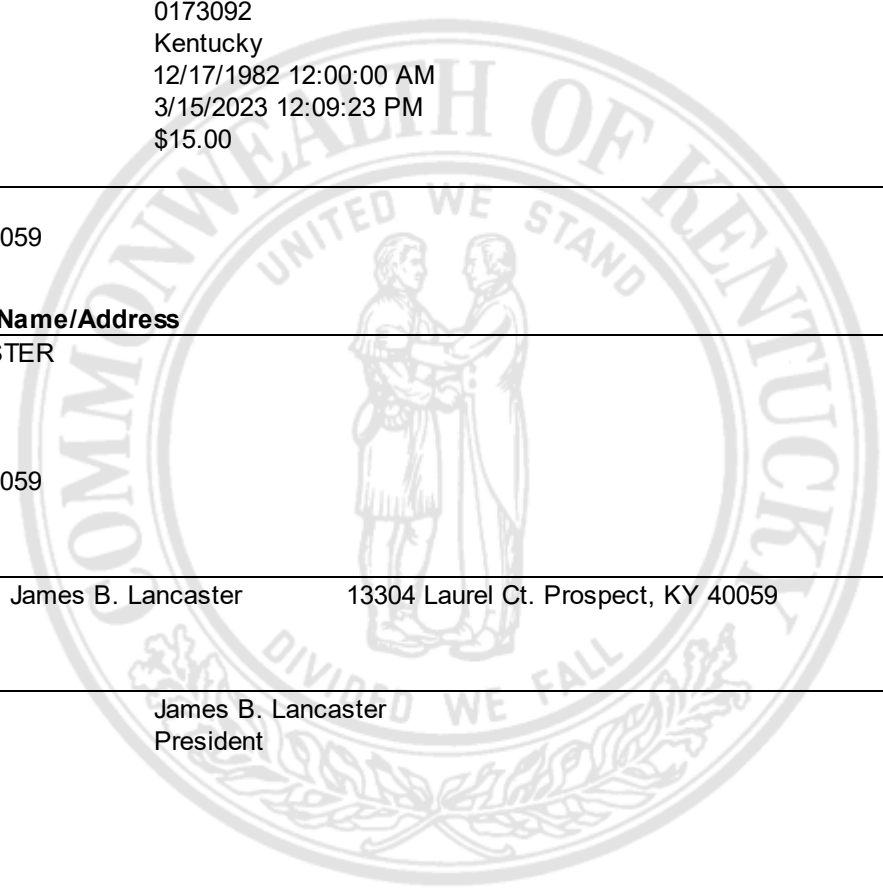 0173092
Kentucky
12/17/1982 12:00:00 AM
3/15/2023 12:09:23 PM
$15.00
059
Name/Address
STER
059
James B. Lancaster 13304 Laurel Ct. Prospect, KY 40059
James B. Lancaster
President
COMMONWEALTH OF KENTUCKY
UNITED WE STAND
DIVIDED WE FALL